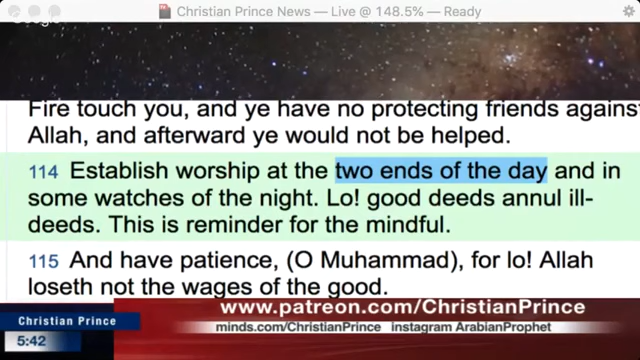 Christian Prince News — Live @ 148.5% — Ready
Google
Fire touch you, and ye have no protecting friends agains
Allah, and afterward ye would not be helped.
114 Establish worship at the two ends of the day and in
some watches of the night. Lo! good deeds annul ill-
deeds. This is reminder for the mindful.
115 And have patience, (O Muhammad), for lo! Allah
loseth not the wages of the good.
www.patreon.com/ChristianPrince
Christian Prince
minds.com/ChristianPrince instagram ArabianProphet
5:42